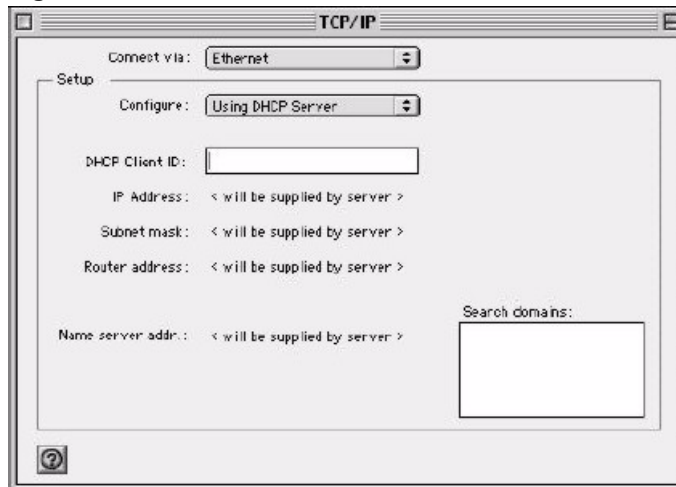 TCP/IP
Connect via: Ethernet
Setup
Configure: Using DHCP Server
DHCP Client ID:
IP Address: < will be supplied by server >
Subnet mask: < will be supplied by server >
Router address: < will be supplied by server >
Search domains:
Name server addr.: < will be supplied by server >
?